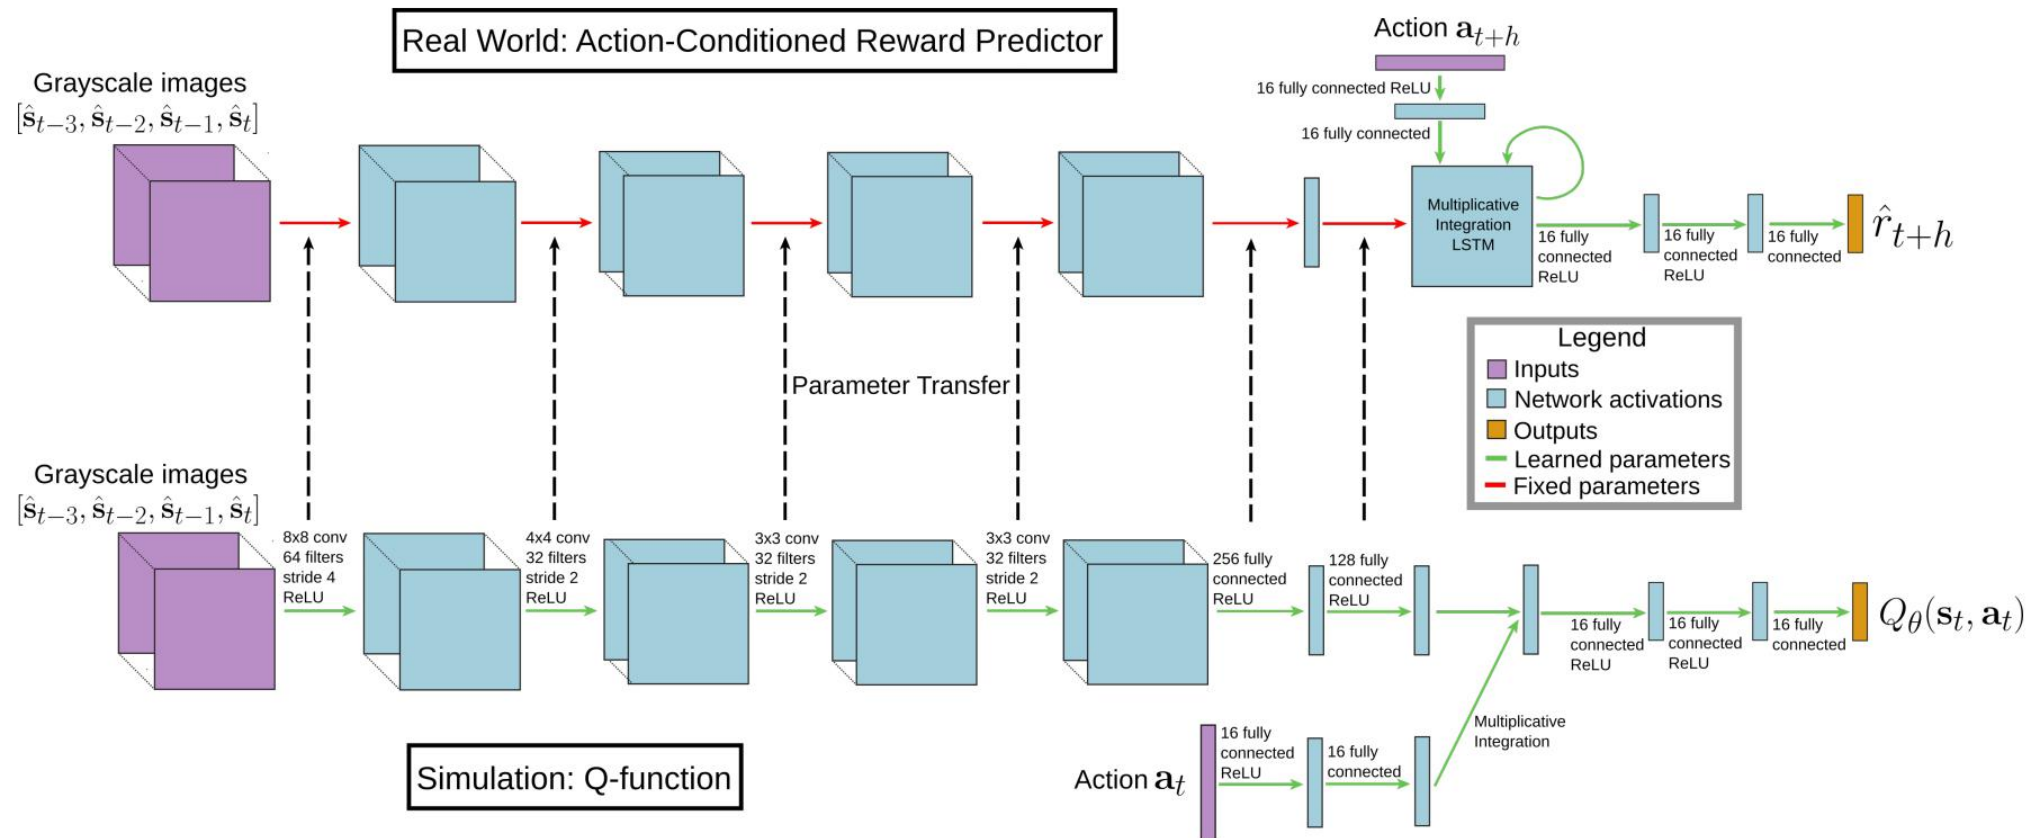 Real World: Action-Conditioned Reward Predictor
Action a_{t+h}
Grayscale images
[ŝ_{t−3}, ŝ_{t−2}, ŝ_{t−1}, ŝ_t]
16 fully connected ReLU
16 fully connected
Multiplicative
Integration
LSTM
16 fully
connected
ReLU
16 fully
connected
ReLU
16 fully
connected
r̂_{t+h}
Parameter Transfer
Legend
Inputs
Network activations
Outputs
Learned parameters
Fixed parameters
Grayscale images
[ŝ_{t−3}, ŝ_{t−2}, ŝ_{t−1}, ŝ_t]
8x8 conv
64 filters
stride 4
ReLU
4x4 conv
32 filters
stride 2
ReLU
3x3 conv
32 filters
stride 2
ReLU
3x3 conv
32 filters
stride 2
ReLU
256 fully
connected
ReLU
128 fully
connected
ReLU
16 fully
connected
ReLU
16 fully
connected
ReLU
16 fully
connected
Q_θ(s_t, a_t)
Multiplicative
Integration
Action a_t
16 fully
connected
ReLU
16 fully
connected
Simulation: Q-function